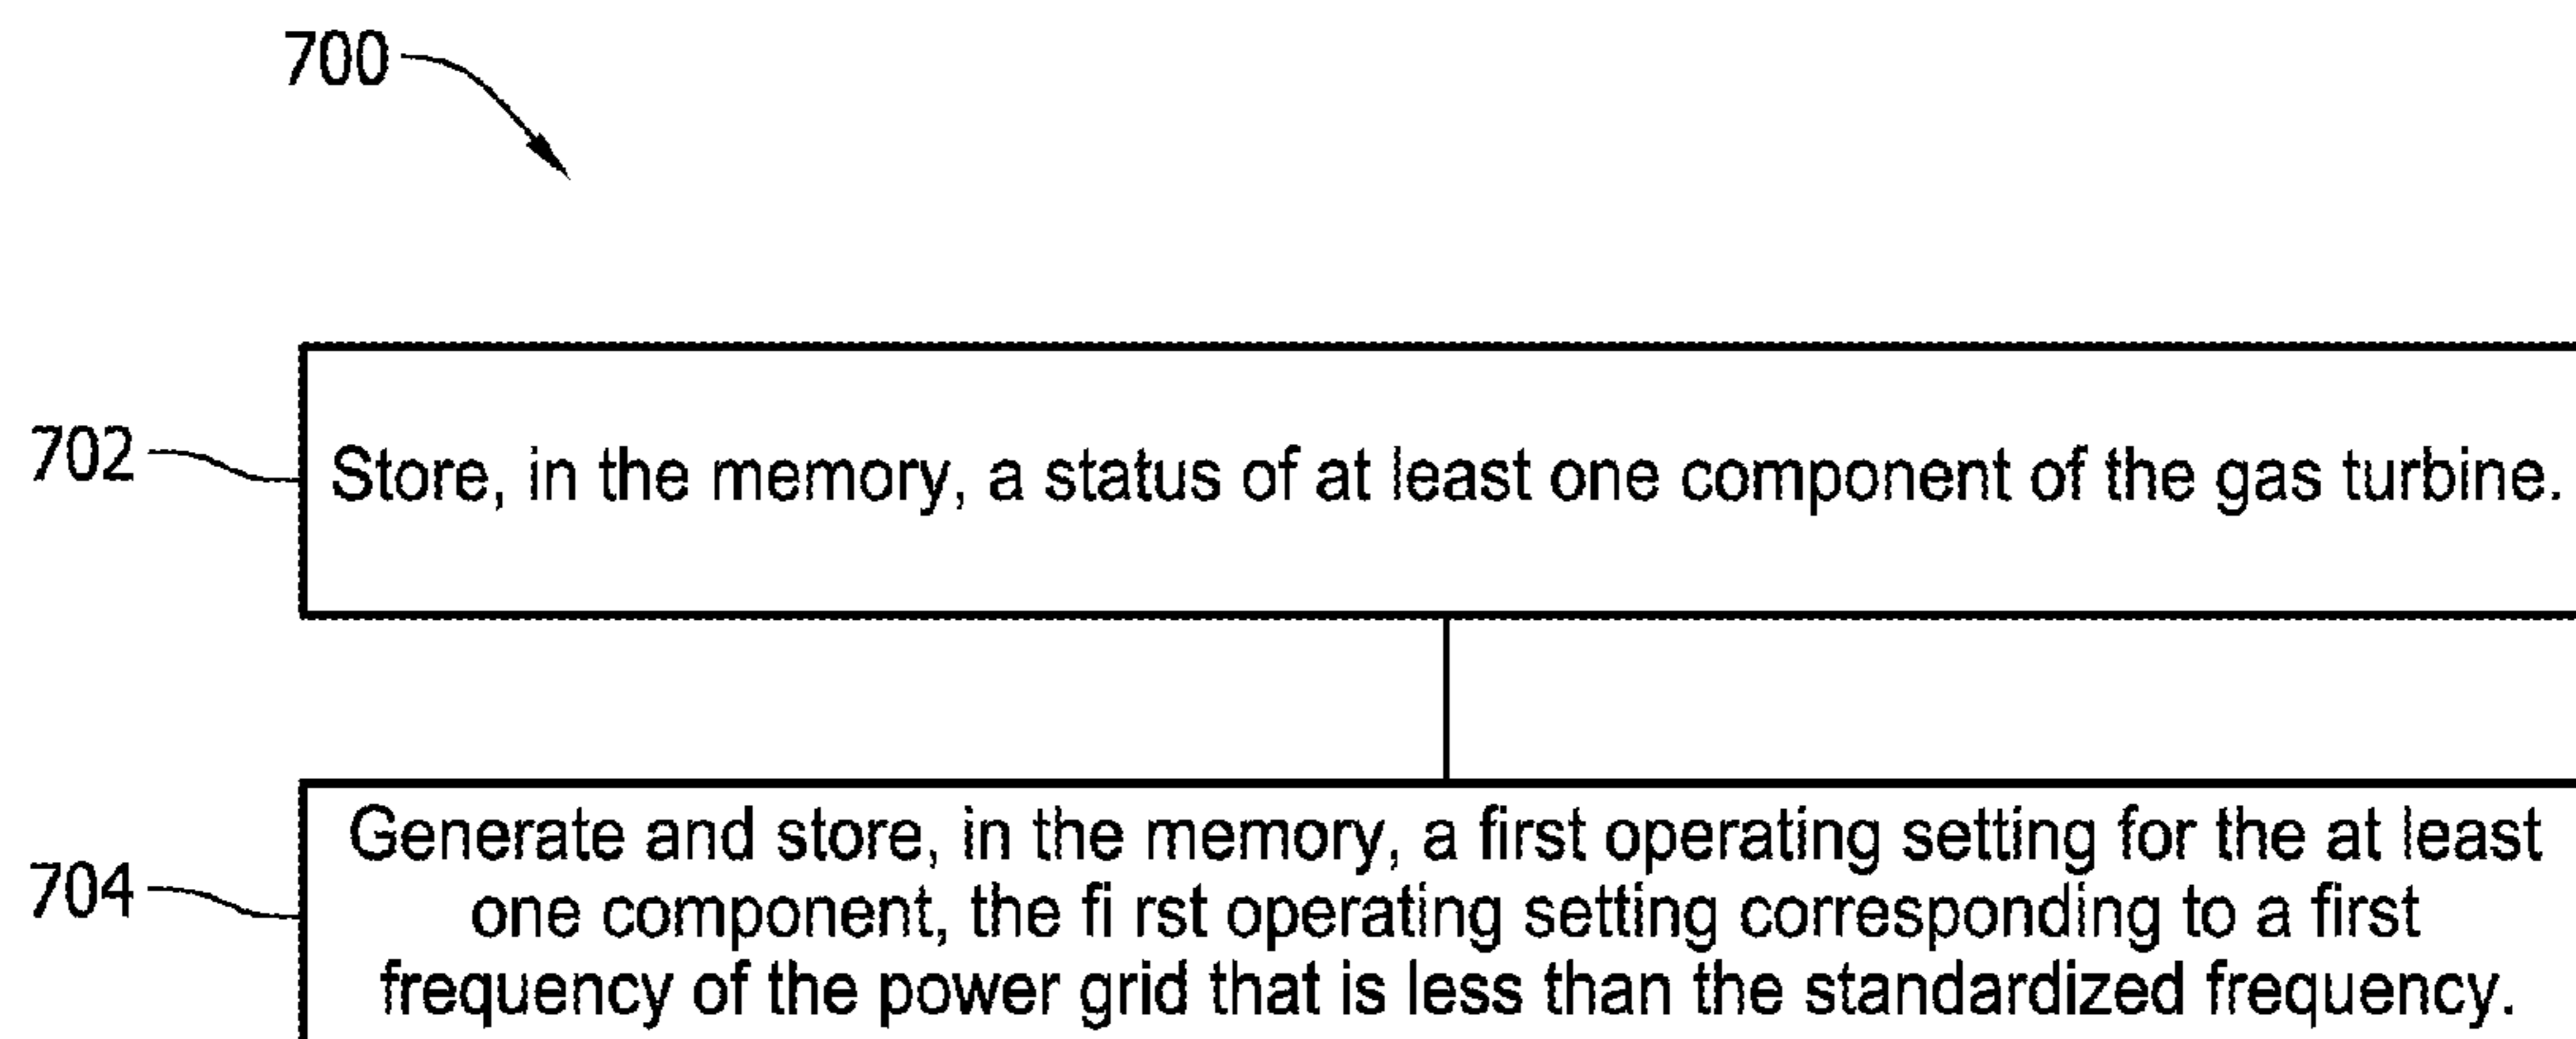 700
702
Store, in the memory, a status of at least one component of the gas turbine.
704
Generate and store, in the memory, a first operating setting for the at least
one component, the fi rst operating setting corresponding to a first
frequency of the power grid that is less than the standardized frequency.